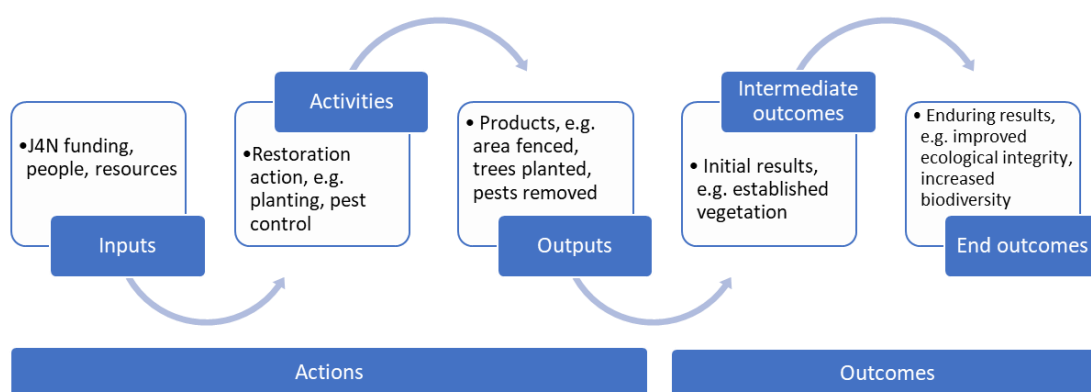 •J4N funding,
people, resources
Inputs
Activities
•Restoration
action, e.g.
planting, pest
control
• Products, e.g.
area fenced,
trees planted,
pests removed
Outputs
Intermediate
outcomes
• Initial results,
e.g. established
vegetation
• Enduring results,
e.g. improved
ecological integrity,
increased
biodiversity
End outcomes
Actions
Outcomes